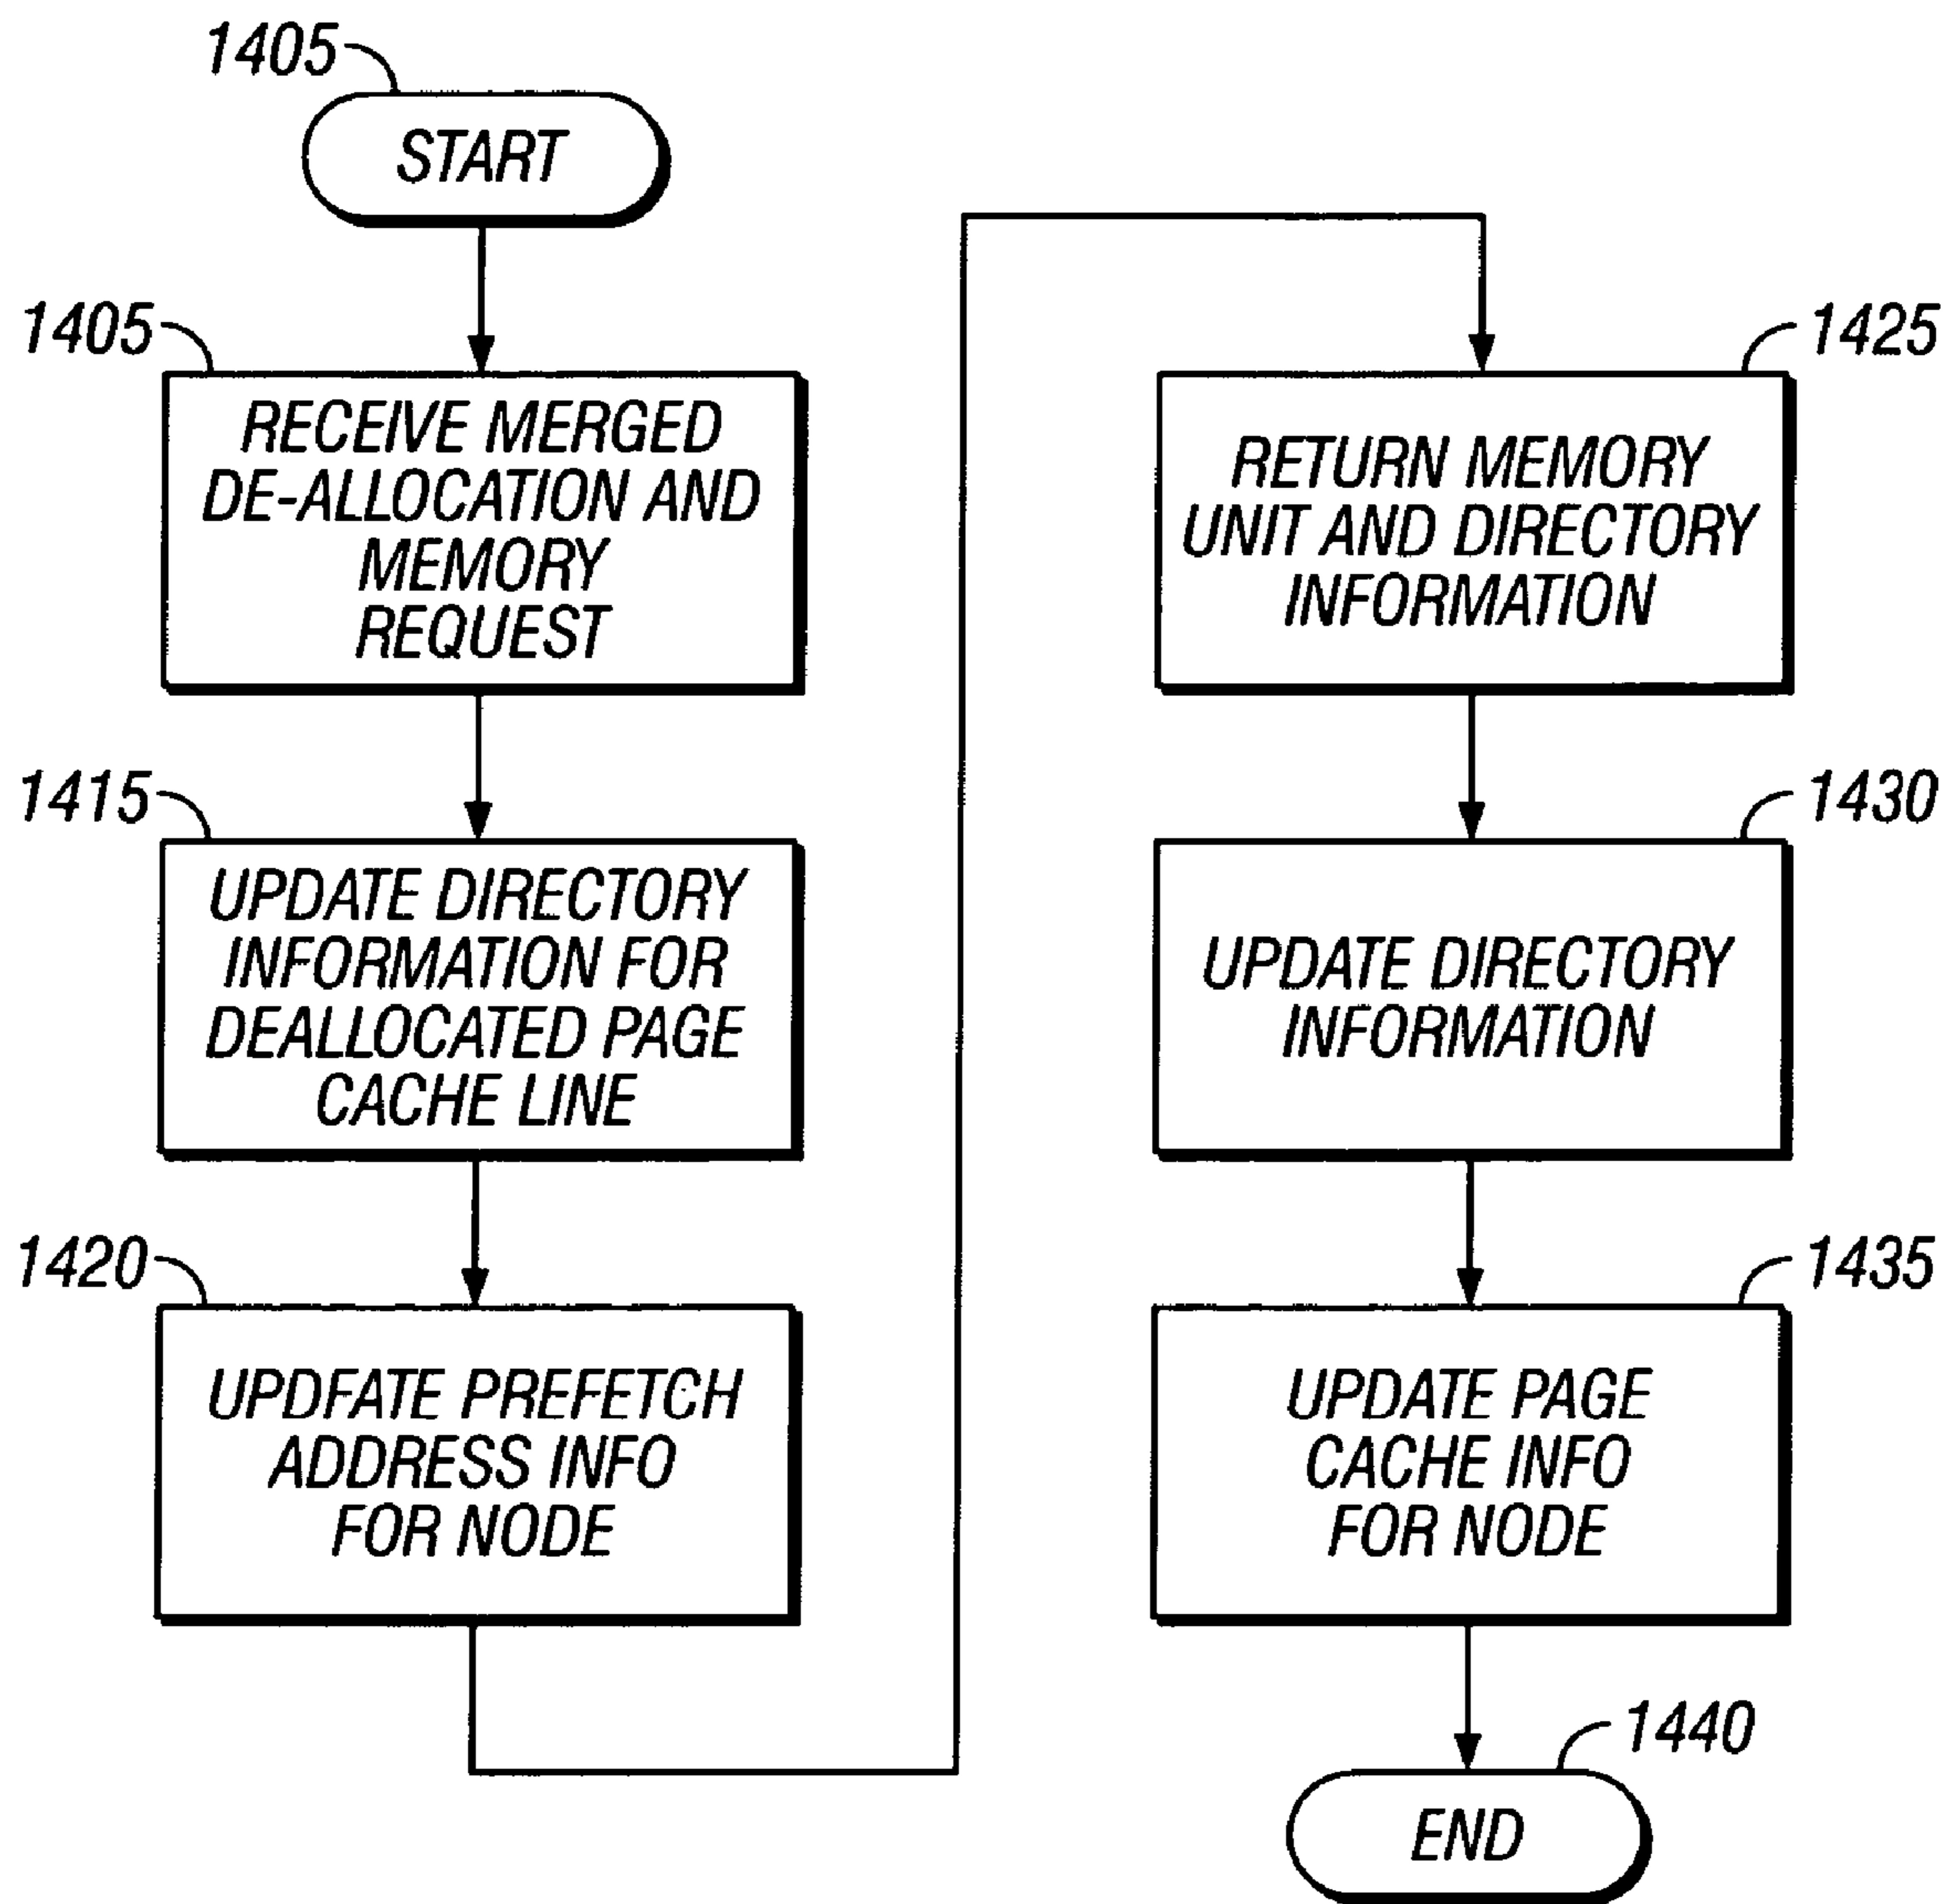 1405
START
1405
RECEIVE MERGED
DE-ALLOCATION AND
MEMORY
REQUEST
1415
UPDATE DIRECTORY
INFORMATION FOR
DEALLOCATED PAGE
CACHE LINE
1420
UPDFATE PREFETCH
ADDRESS INFO
FOR NODE
1425
RETURN MEMORY
UNIT AND DIRECTORY
INFORMATION
1430
UPDATE DIRECTORY
INFORMATION
1435
UPDATE PAGE
CACHE INFO
FOR NODE
1440
END